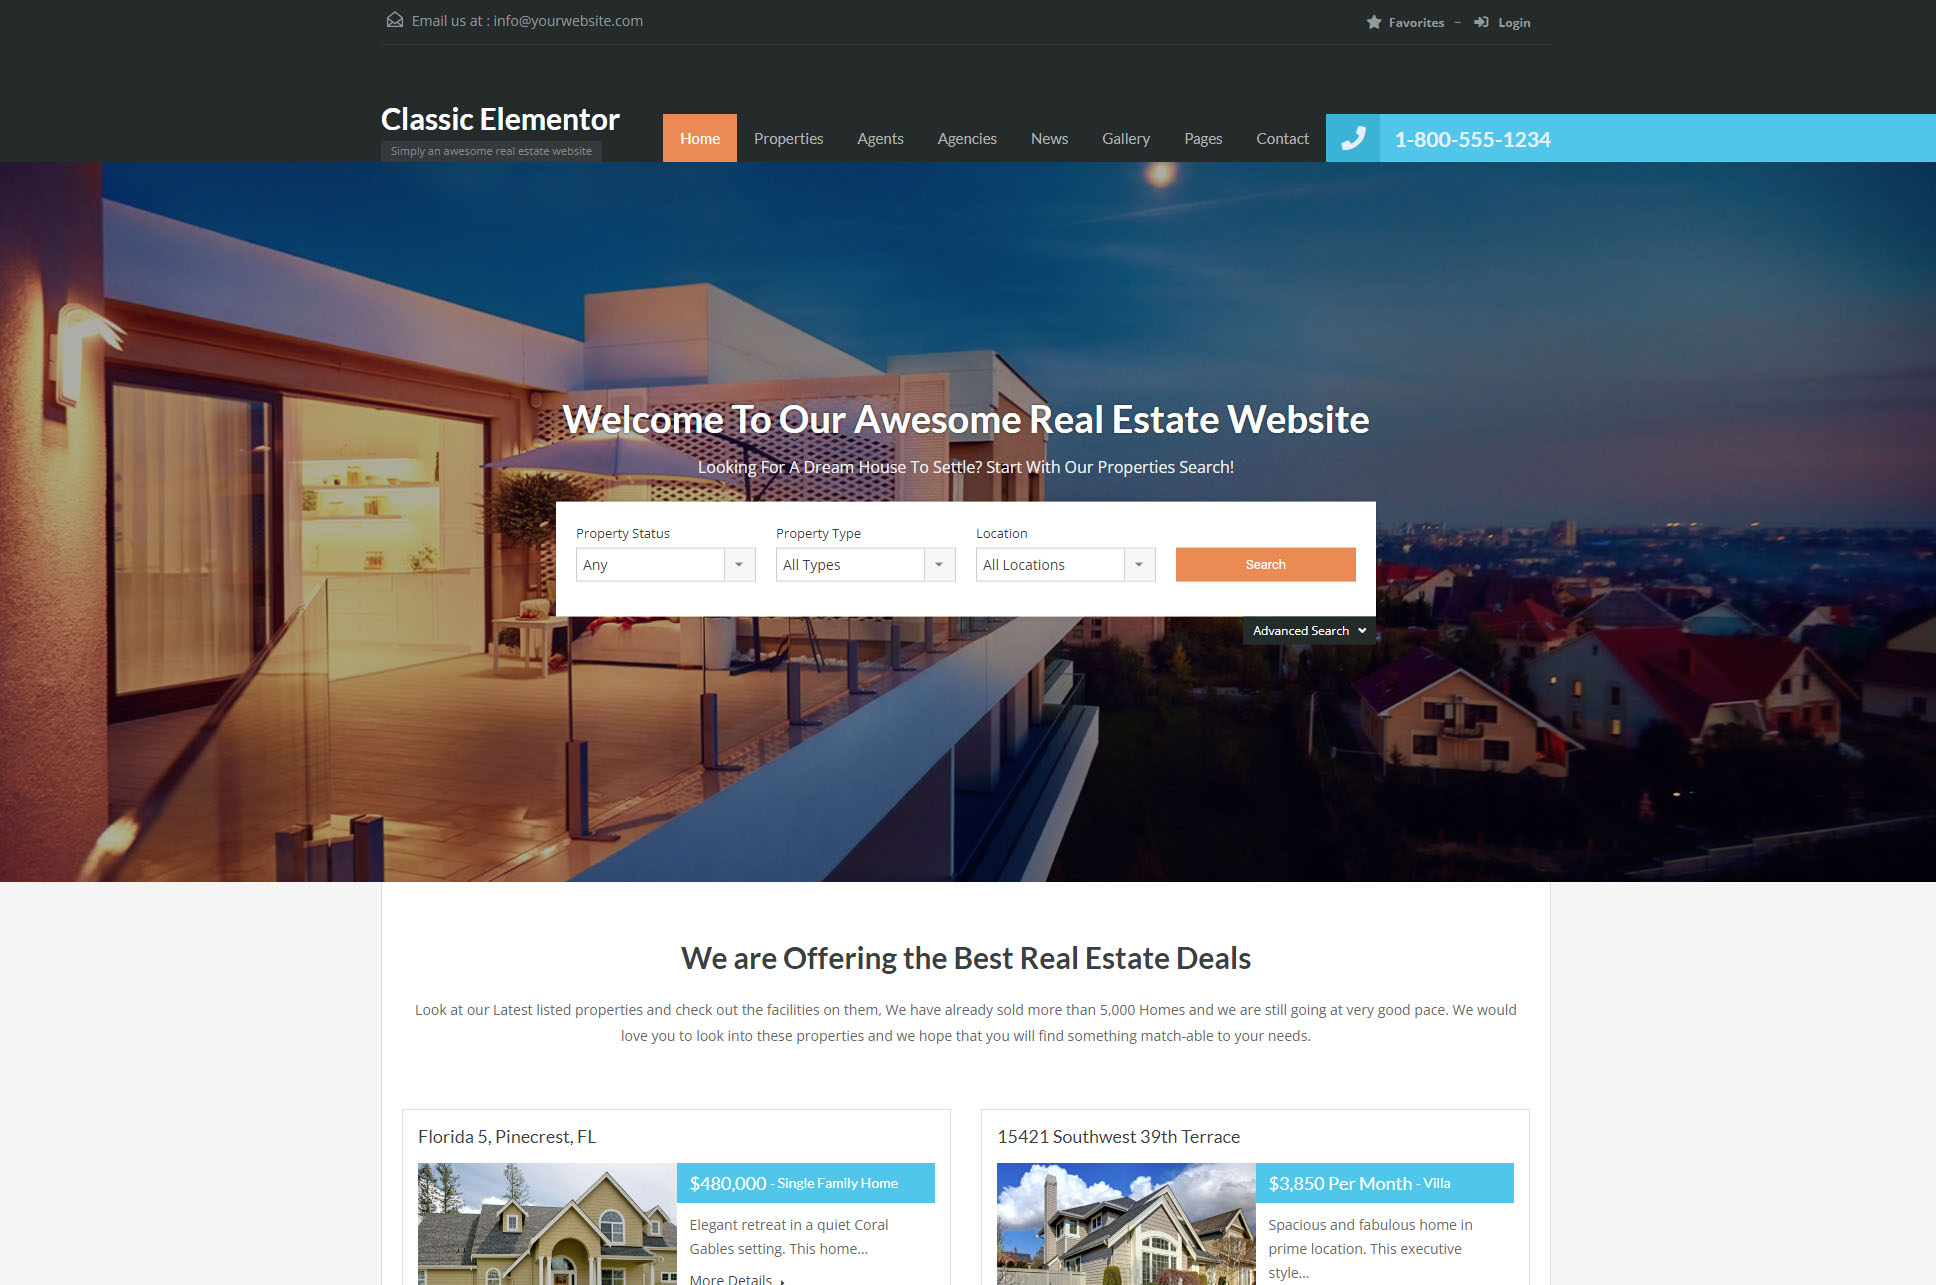 Email us at : info@yourwebsite.com
Favorites – Login
Classic Elementor
Simply an awesome real estate website
Home Properties Agents Agencies News Gallery Pages Contact
1-800-555-1234
Welcome To Our Awesome Real Estate Website
Looking For A Dream House To Settle? Start With Our Properties Search!
Property Status Property Type Location
Any All Types All Locations Search
Advanced Search
We are Offering the Best Real Estate Deals
Look at our Latest listed properties and check out the facilities on them, We have already sold more than 5,000 Homes and we are still going at very good pace. We would
love you to look into these properties and we hope that you will find something match-able to your needs.
Florida 5, Pinecrest, FL
$480,000 - Single Family Home
Elegant retreat in a quiet Coral
Gables setting. This home...
More Details
15421 Southwest 39th Terrace
$3,850 Per Month - Villa
Spacious and fabulous home in
prime location. This executive
style...